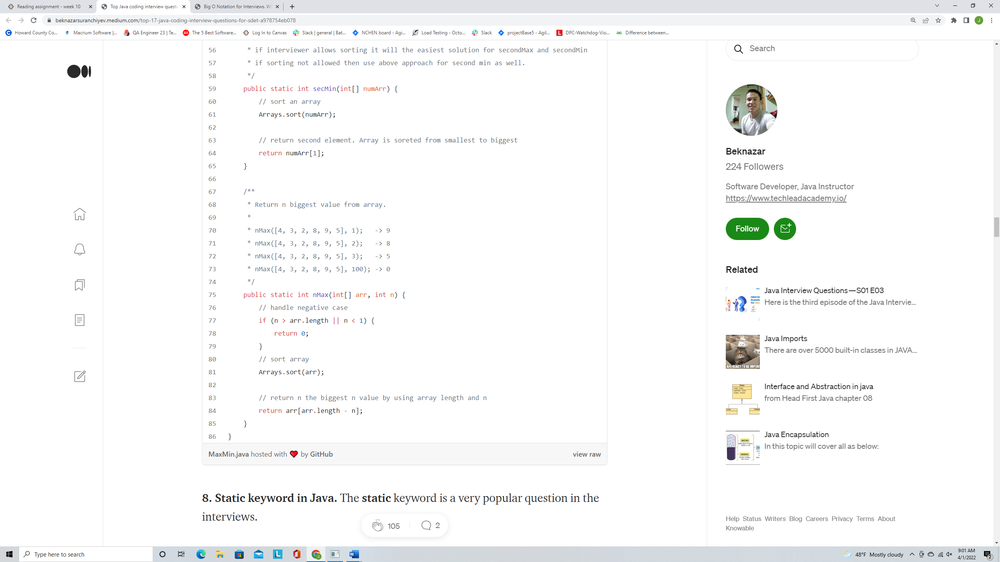 Reading assignment - week 10
Top Java coding interview questic
Big O Notation for Interviews. W
beknazarsuranchiyev.medium.com/top-17-java-coding-interview-questions-for-sdet-a978754eb078
J
Howard County Co...
Macrium Software |...
QA Engineer 23 | Te...
The 5 Best Software...
Log In to Canvas
Slack | general | Bat...
NCHEN board - Agi...
Load Testing - Octo...
Slack
projectBase5 - Agil...
DPC-Watchdog-Vio...
Difference between...
56 * if interviewer allows sorting it will the easiest solution for secondMax and secondMin
57 * if sorting not allowed then use above approach for second min as well.
58 */
59 public static int secMin(int[] numArr) {
60 // sort an array
61 Arrays.sort(numArr);
62
63 // return second element. Array is soreted from smallest to biggest
64 return numArr[1];
65 }
66
67 /**
68 * Return n biggest value from array.
69 *
70 * nMax([4, 3, 2, 8, 9, 5], 1);   -> 9
71 * nMax([4, 3, 2, 8, 9, 5], 2);   -> 8
72 * nMax([4, 3, 2, 8, 9, 5], 3);   -> 5
73 * nMax([4, 3, 2, 8, 9, 5], 100); -> 0
74 */
75 public static int nMax(int[] arr, int n) {
76 // handle negative case
77 if (n > arr.length || n < 1) {
78 return 0;
79 }
80 // sort array
81 Arrays.sort(arr);
82
83 // return n the biggest n value by using array length and n
84 return arr[arr.length - n];
85 }
86 }
MaxMin.java hosted with ❤ by GitHub
view raw
8. Static keyword in Java. The static keyword is a very popular question in the
interviews.
105
2
Search
Beknazar
224 Followers
Software Developer, Java Instructor
https://www.techleadacademy.io/
Follow
Related
Java Interview Questions — S01 E03
Here is the third episode of the Java Intervie...
Java Imports
There are over 5000 built-in classes in JAVA...
ARE READY TO BE IMPORT
Interface and Abstraction in java
from Head First Java chapter 08
Java Encapsulation
In this topic will cover all as below:
Help Status Writers Blog Careers Privacy Terms About
Knowable
Type here to search
48°F Mostly cloudy
9:01 AM
4/1/2022
2